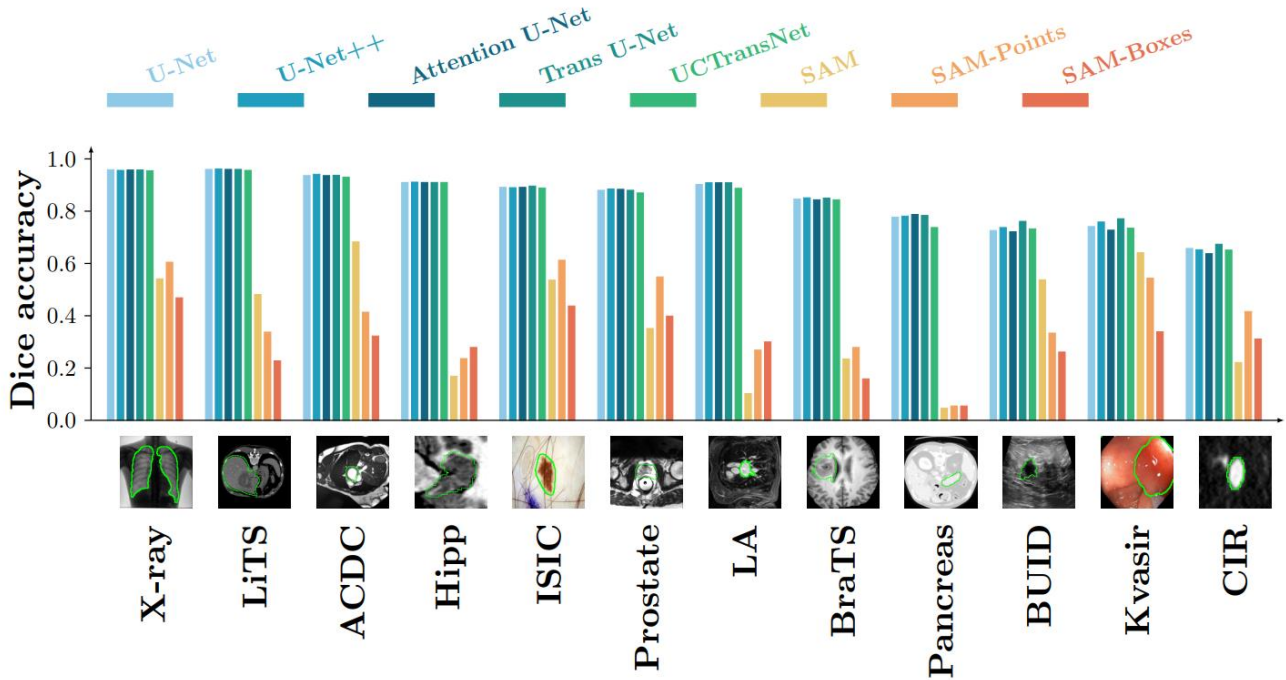 U-Net
U-Net++
Attention U-Net
Trans U-Net
UCTransNet
SAM
SAM-Points
SAM-Boxes
Dice accuracy
1.0
0.8
0.6
0.4
0.2
0.0
X-ray
LiTS
ACDC
Hipp
ISIC
Prostate
LA
BraTS
Pancreas
BUID
Kvasir
CIR